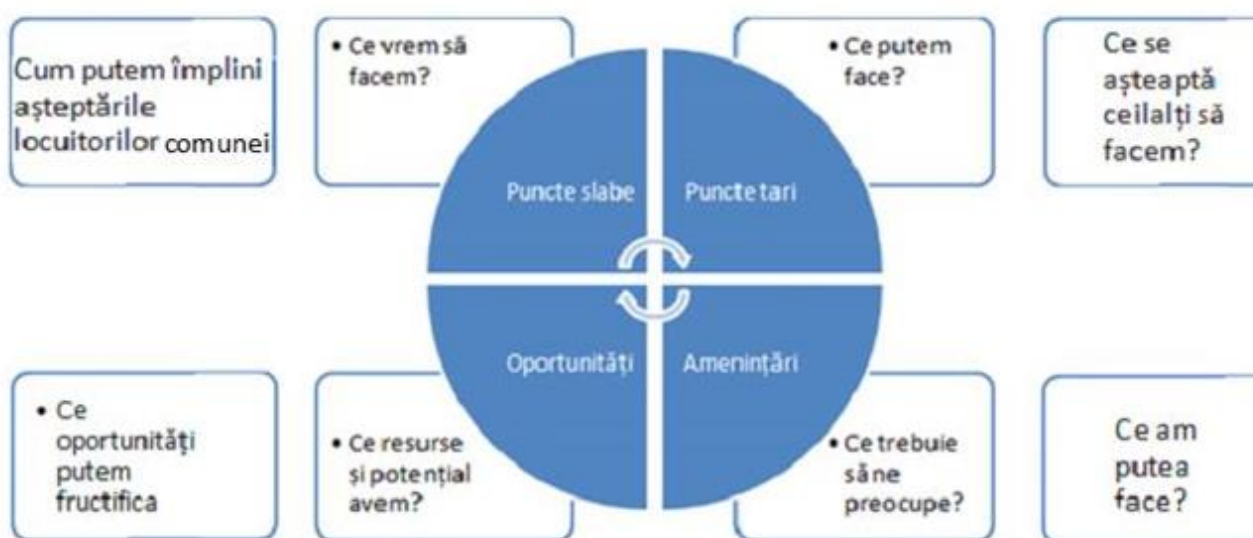 Cum putem împlini
așteptările
locuitorilor comunei
• Ce vrem să
facem?
• Ce putem
face?
Ce se
așteaptă
ceilalți să
facem?
Puncte slabe
Puncte tari
Oportunități
Amenințări
• Ce
oportunități
putem
fructifica
• Ce resurse
și potențial
avem?
• Ce trebuie
să ne
preocupe?
Ce am
putea
face?